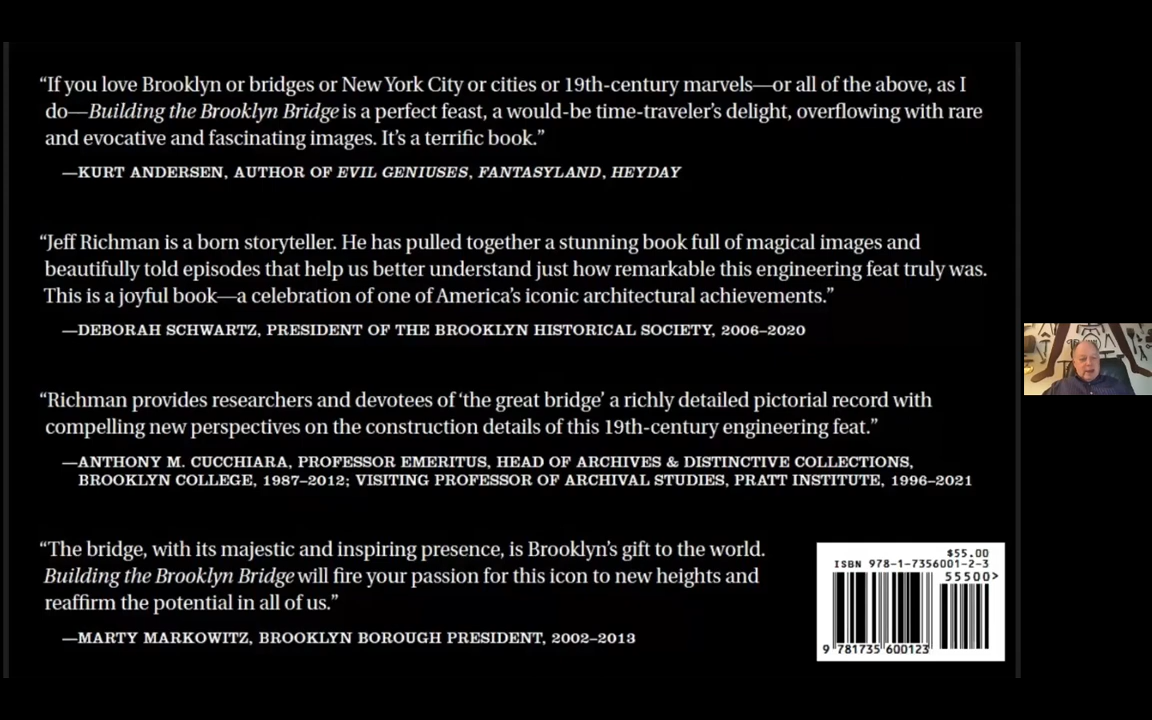 “If you love Brooklyn or bridges or New York City or cities or 19th-century marvels—or all of the above, as I
do—Building the Brooklyn Bridge is a perfect feast, a would-be time-traveler’s delight, overflowing with rare
and evocative and fascinating images. It’s a terrific book.”
—KURT ANDERSEN, AUTHOR OF EVIL GENIUSES, FANTASYLAND, HEYDAY
“Jeff Richman is a born storyteller. He has pulled together a stunning book full of magical images and
beautifully told episodes that help us better understand just how remarkable this engineering feat truly was.
This is a joyful book—a celebration of one of America’s iconic architectural achievements.”
—DEBORAH SCHWARTZ, PRESIDENT OF THE BROOKLYN HISTORICAL SOCIETY, 2006–2020
“Richman provides researchers and devotees of ‘the great bridge’ a richly detailed pictorial record with
compelling new perspectives on the construction details of this 19th-century engineering feat.”
—ANTHONY M. CUCCHIARA, PROFESSOR EMERITUS, HEAD OF ARCHIVES & DISTINCTIVE COLLECTIONS,
BROOKLYN COLLEGE, 1987–2012; VISITING PROFESSOR OF ARCHIVAL STUDIES, PRATT INSTITUTE, 1996–2021
“The bridge, with its majestic and inspiring presence, is Brooklyn’s gift to the world.
Building the Brooklyn Bridge will fire your passion for this icon to new heights and
reaffirm the potential in all of us.”
—MARTY MARKOWITZ, BROOKLYN BOROUGH PRESIDENT, 2002–2013
$55.00
ISBN 978-1-7356001-2-3
55500>
9 781735 600123